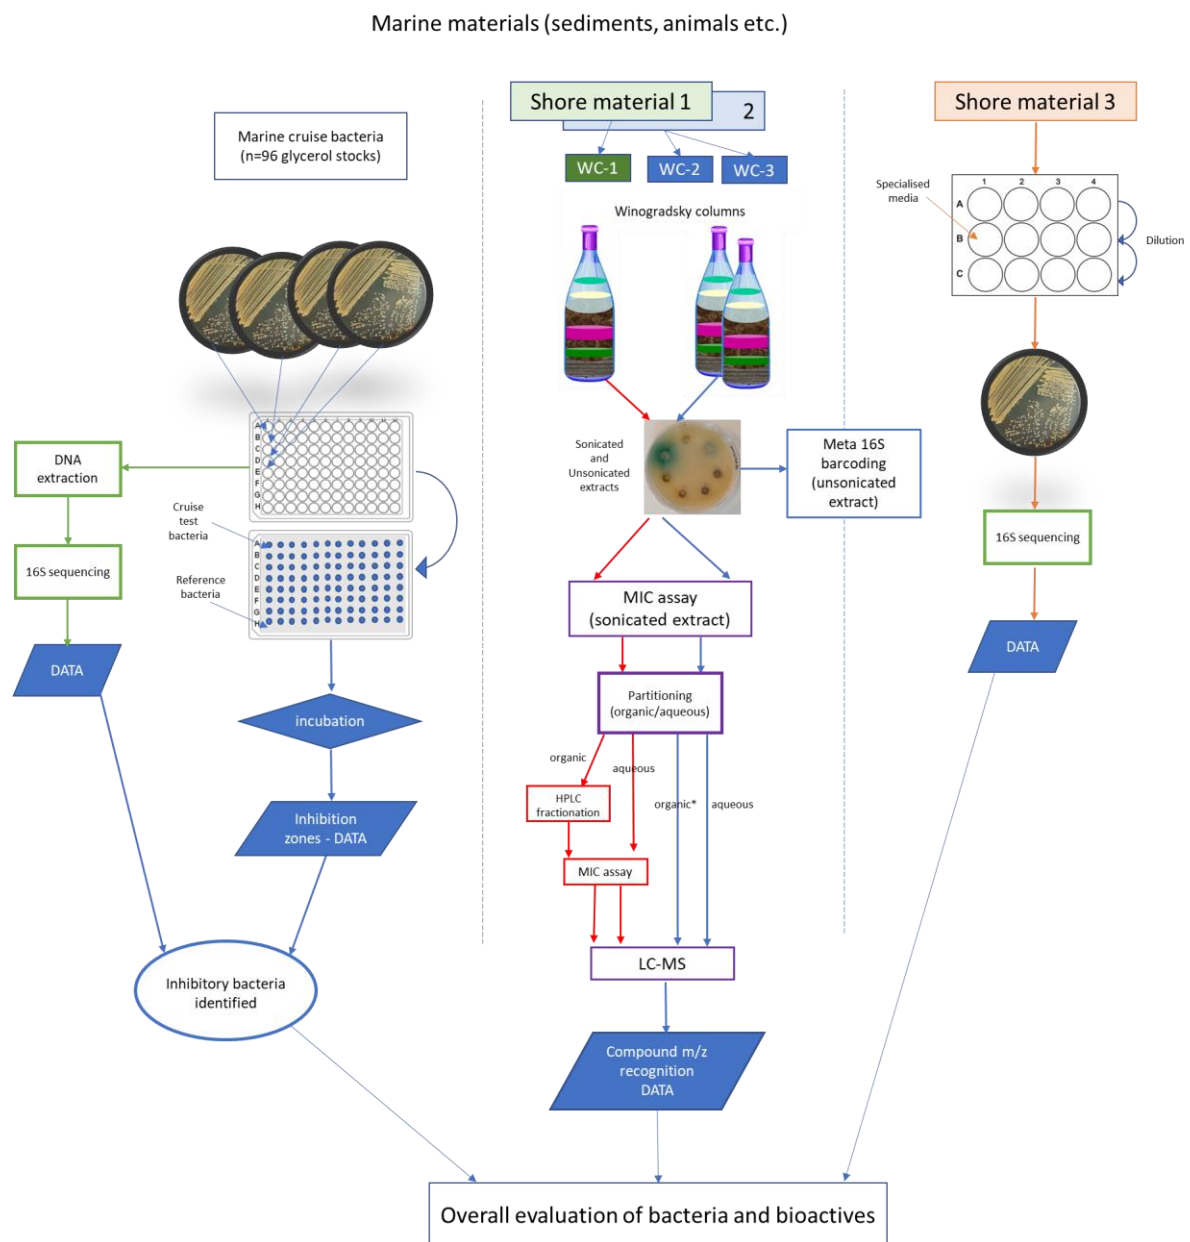 Marine materials (sediments, animals etc.)
Marine cruise bacteria
(n=96 glycerol stocks)
A
B
C
D
E
F
G
H
DNA
extraction
16S sequencing
DATA
Cruise
test
bacteria
Reference
bacteria
A
B
C
D
E
F
G
H
incubation
Inhibition
zones - DATA
Inhibitory bacteria
identified
Shore material 1
2
WC-1
WC-2
WC-3
Winogradsky columns
Sonicated
and
Unsonicated
extracts
Meta 16S
barcoding
(unsonicated
extract)
MIC assay
(sonicated extract)
Partitioning
(organic/aqueous)
organic
aqueous
organic*
aqueous
HPLC
fractionation
MIC assay
LC-MS
Compound m/z
recognition
DATA
Shore material 3
Specialised
media
1 2 3 4
A
B
C
Dilution
16S sequencing
DATA
Overall evaluation of bacteria and bioactives